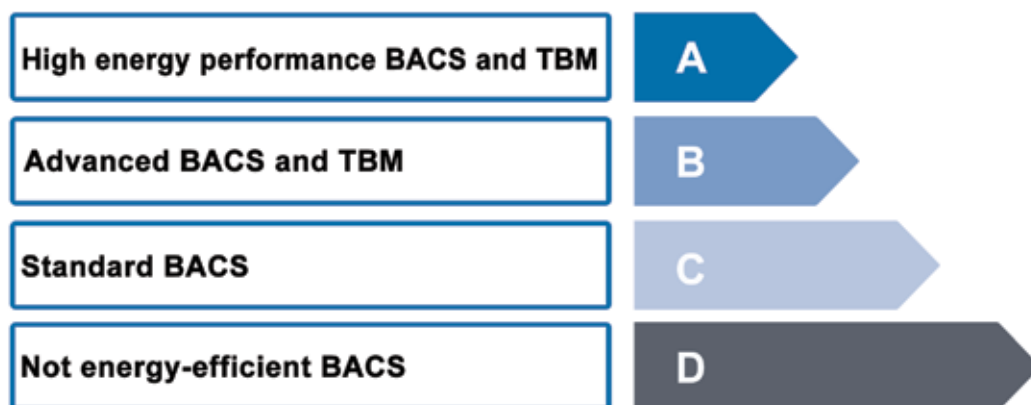 High energy performance BACS and TBM A
Advanced BACS and TBM B
Standard BACS C
Not energy-efficient BACS D